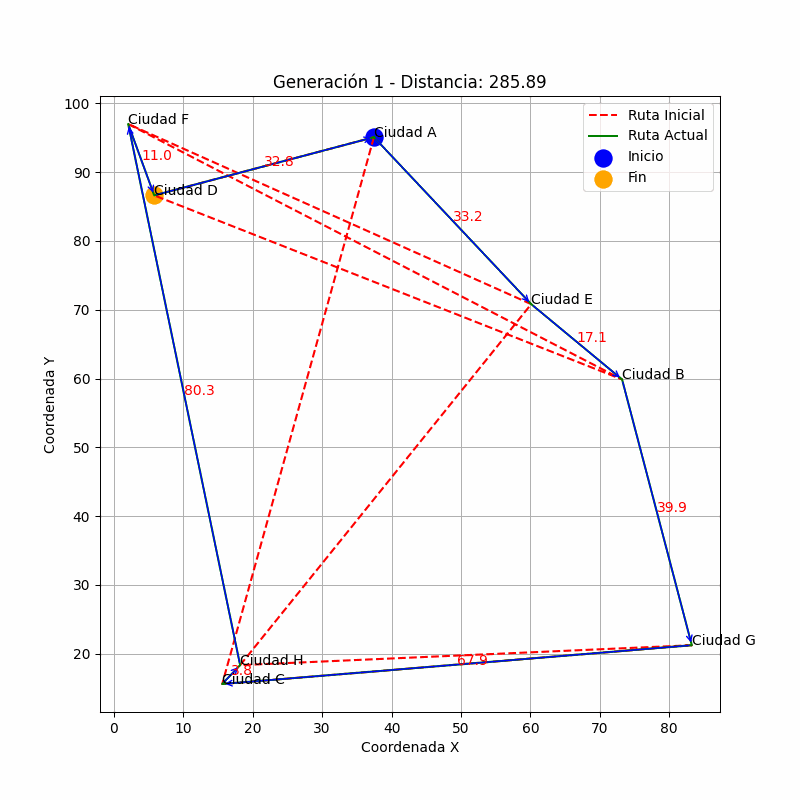 Generación 1 - Distancia: 285.89
Ruta Inicial
Ruta Actual
Inicio
Fin
Ciudad F
Ciudad A
11.0
32.8
Ciudad D
33.2
Ciudad E
17.1
Ciudad B
80.3
39.9
Ciudad G
Ciudad H
67.9
Ciudad C
100
90
80
70
60
50
40
30
20
Coordenada Y
0
10
20
30
40
50
60
70
80
Coordenada X